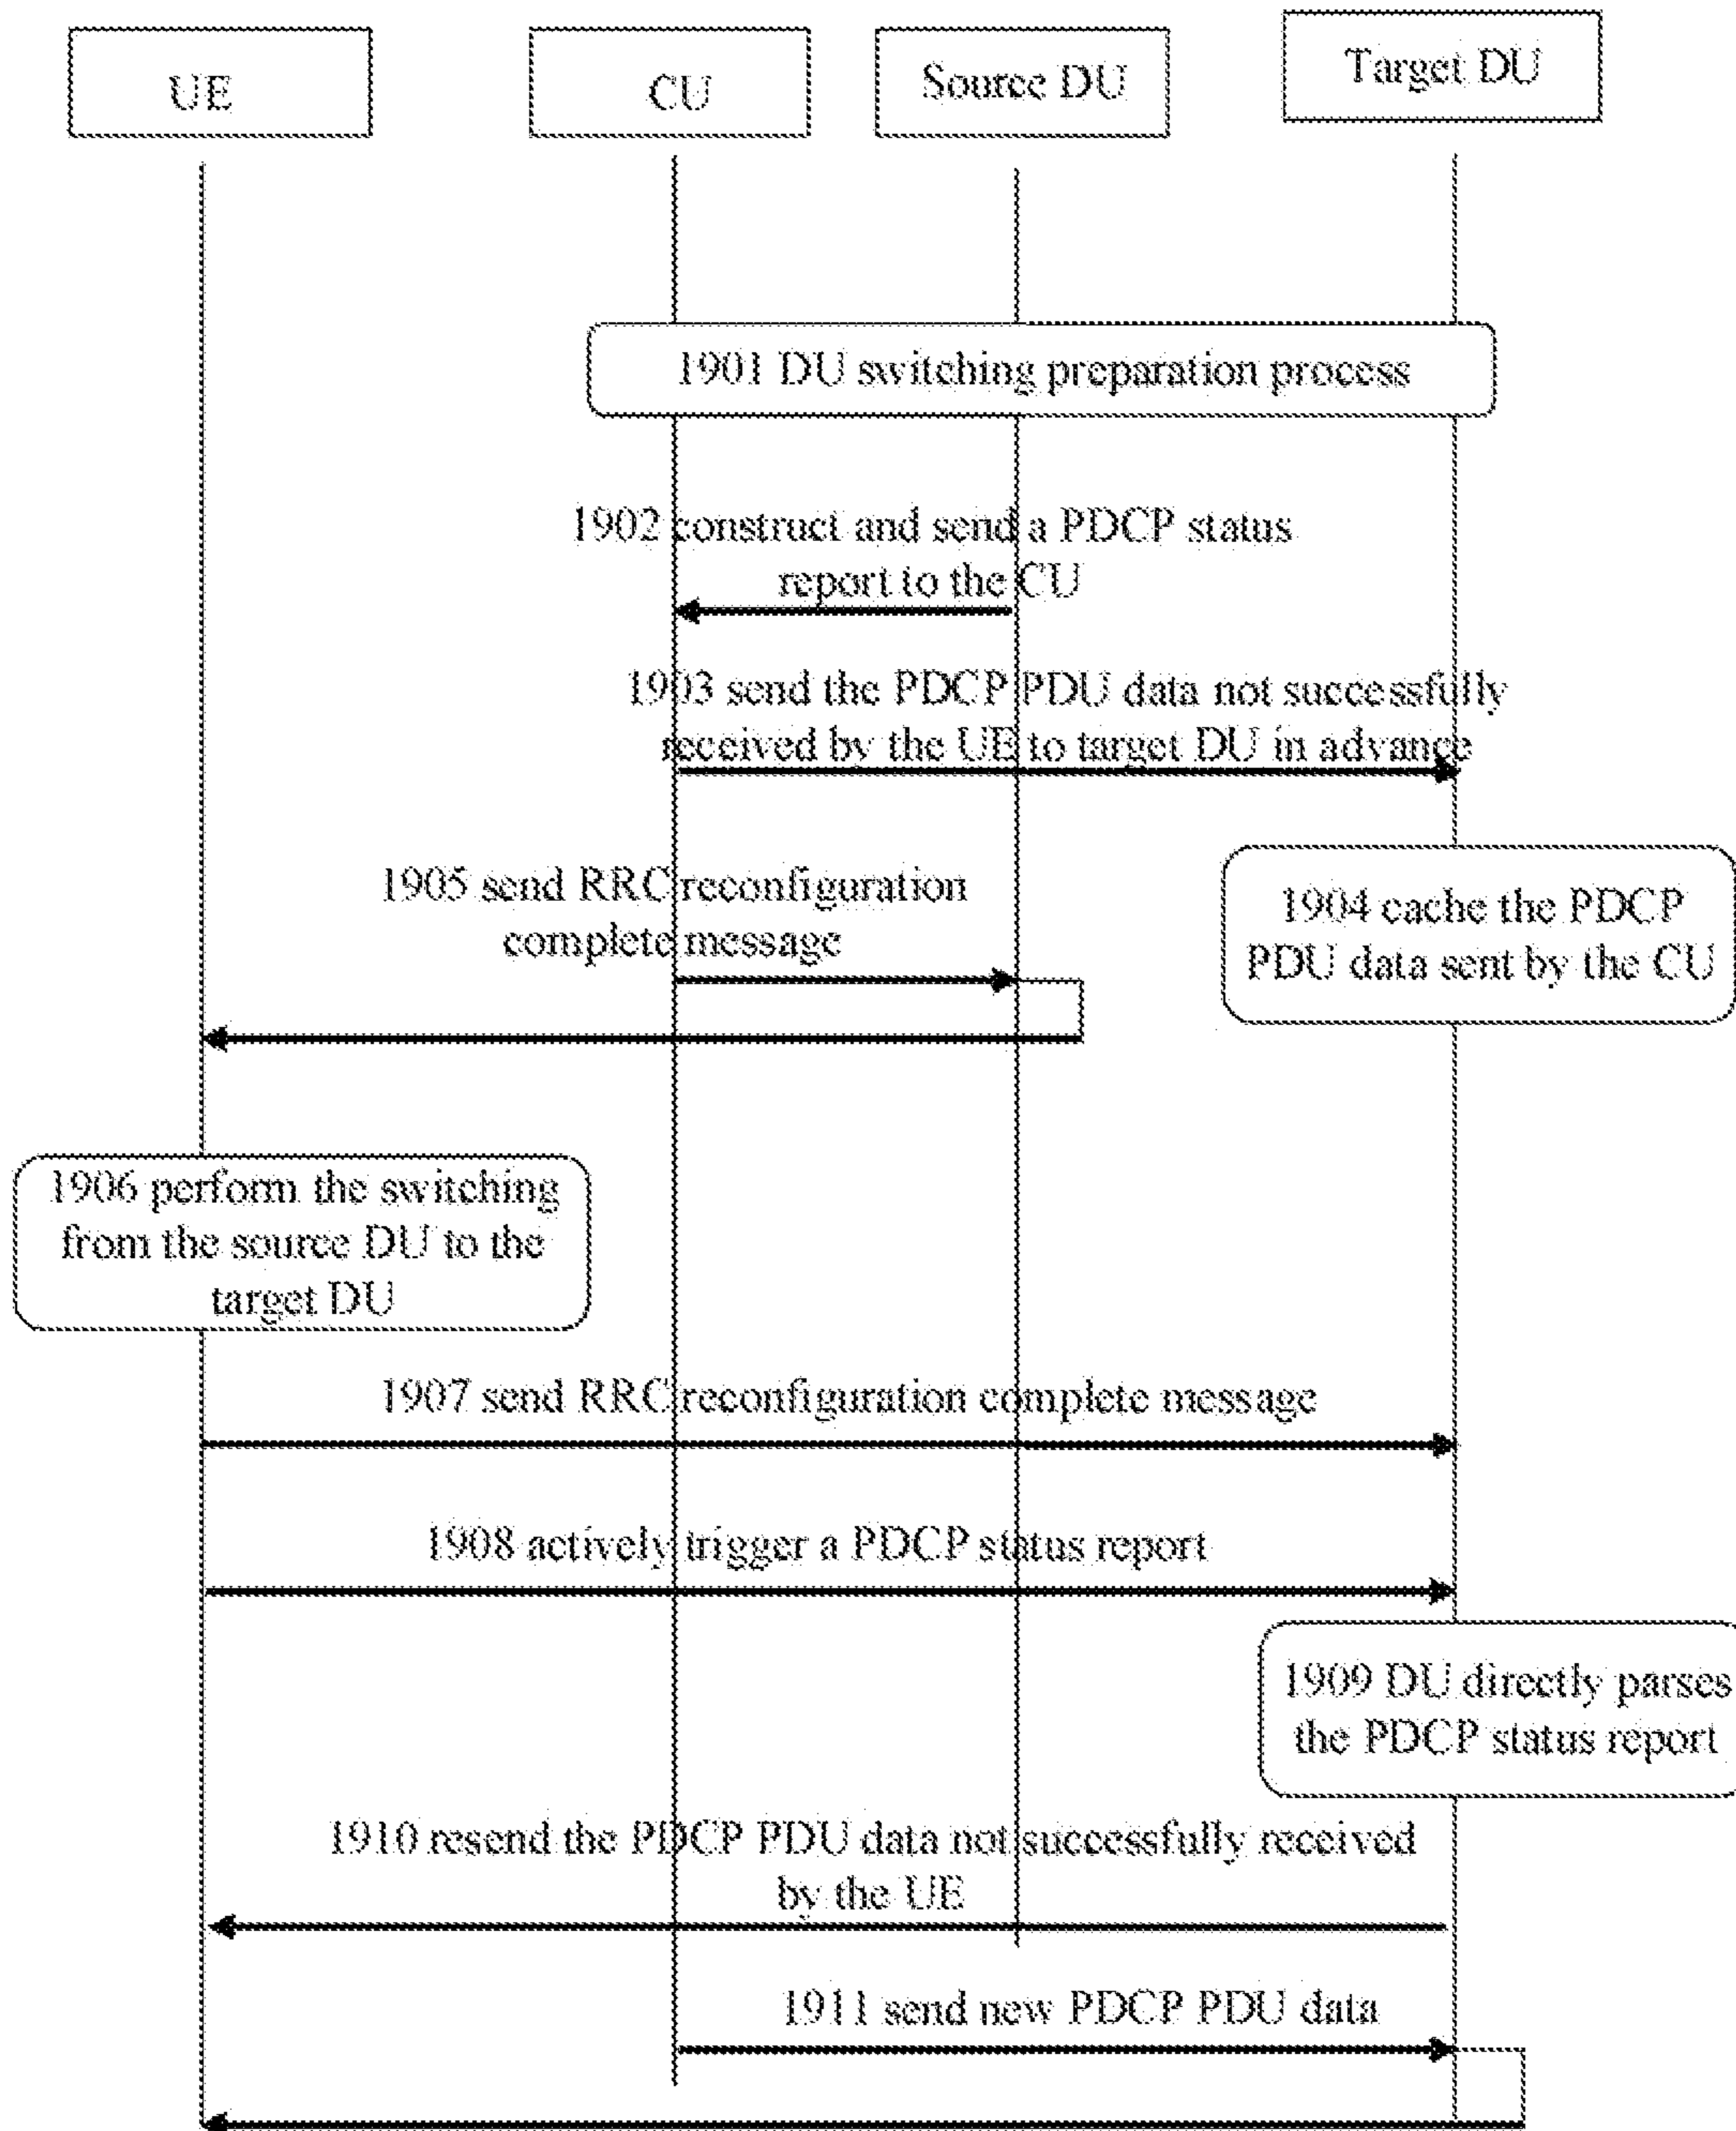 UE
CU
Source DU
Target DU
1901 DU switching preparation process
1902 construct and send a PDCP status
report to the CU
1903 send the PDCP PDU data not successfully
received by the UE to target DU in advance
1905 send RRC reconfiguration
complete message
1904 cache the PDCP
PDU data sent by the CU
1906 perform the switching
from the source DU to the
target DU
1907 send RRC reconfiguration complete message
1908 actively trigger a PDCP status report
1909 DU directly parses
the PDCP status report
1910 resend the PDCP PDU data not successfully received
by the UE
1911 send new PDCP PDU data